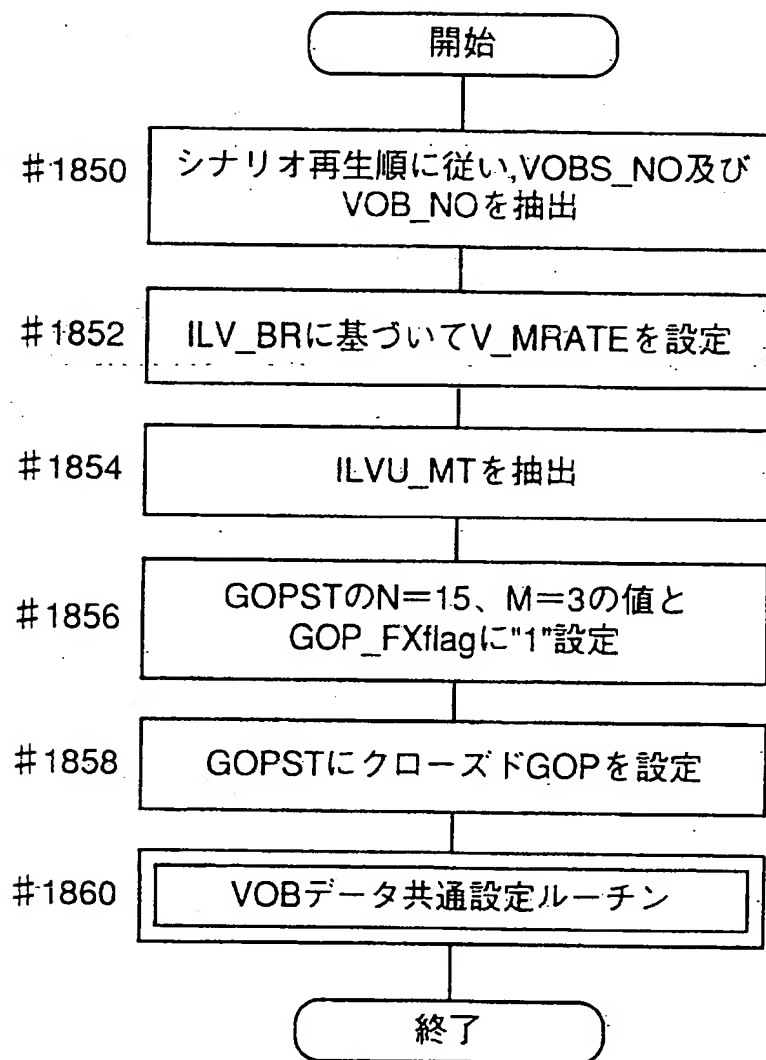 開始
#1850
シナリオ再生順に従い,VOBS_NO及び
VOB_NOを抽出
#1852
ILV_BRに基づいてV_MRATEを設定
#1854
ILVU_MTを抽出
#1856
GOPSTのN=15、M=3の値と
GOP_FXflagに"1"設定
#1858
GOPSTにクローズドGOPを設定
#1860
VOBデータ共通設定ルーチン
終了